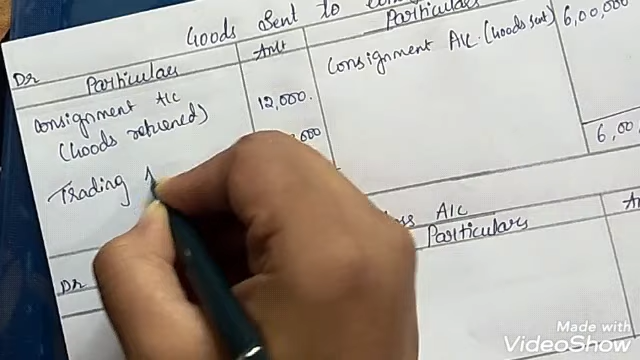 Goods Sent to
Dr
Particulars
Amt
Particulars
Consignment A/c
(Goods returned)
12,000.
Consignment A/c (Goods sent)
6,00,000
Trading
6,00,
A/c
Dr
Particulars
Made with
VideoShow